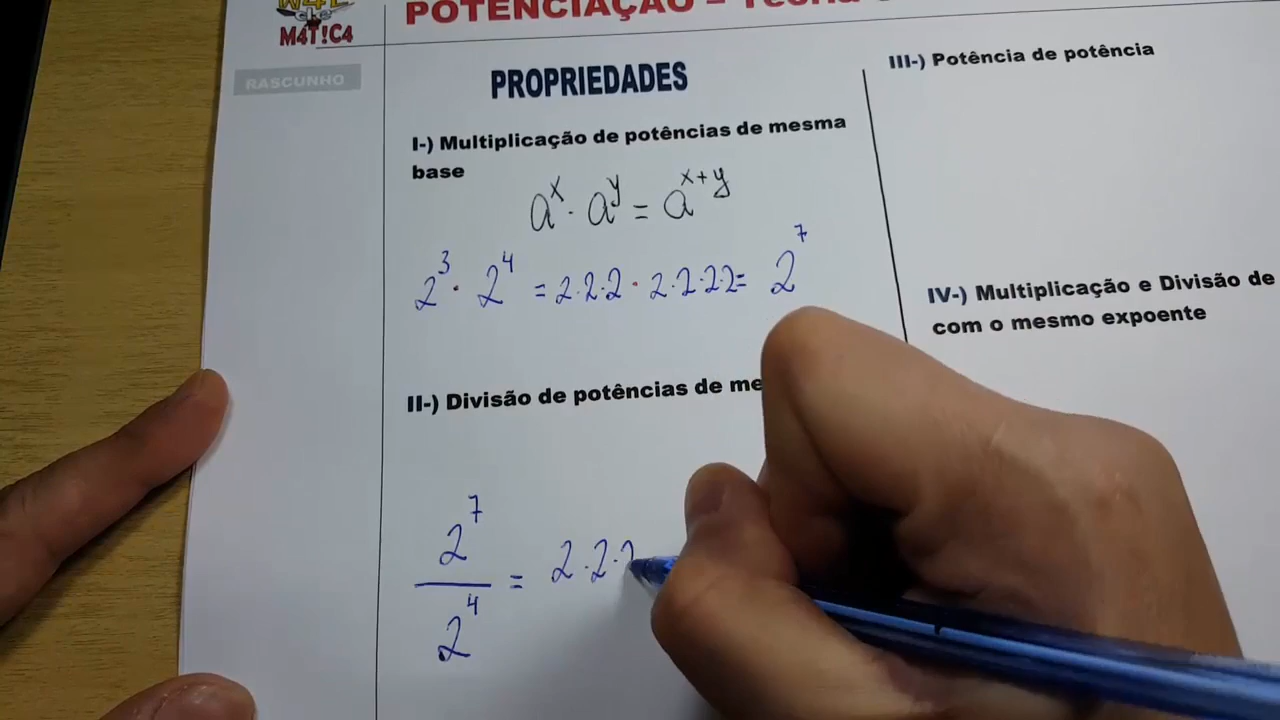 M4T!C4
POTENCIAÇÃO –
RASCUNHO
PROPRIEDADES
I-) Multiplicação de potências de mesma
base
a^x · a^y = a^{x+y}
2^3 · 2^4 = 2·2·2 · 2·2·2·2 = 2^7
II-) Divisão de potências de
2^7 / 2^4 = 2·2·2
III-) Potência de potência
IV-) Multiplicação e Divisão de
com o mesmo expoente